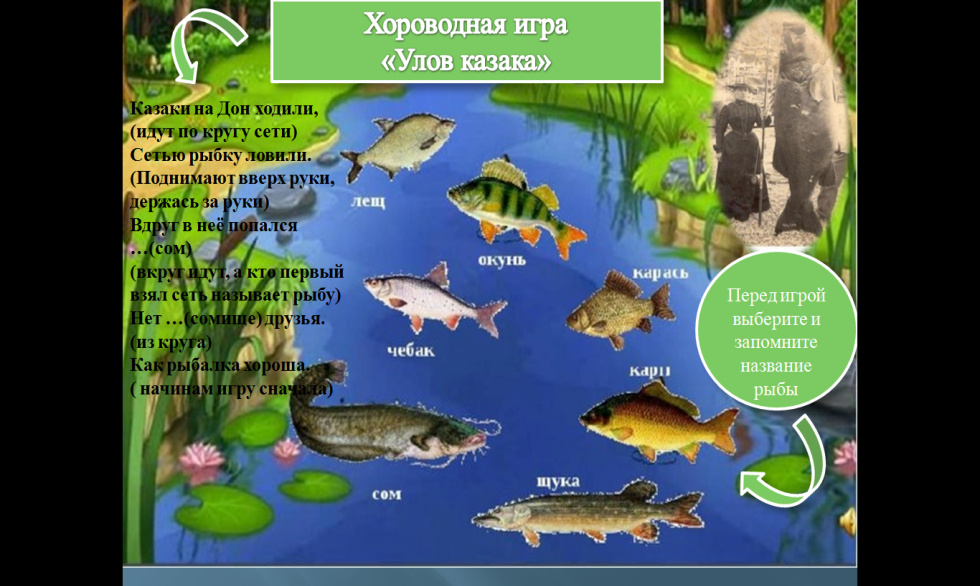 Хороводная игра
«Улов казака»
Казаки на Дон ходили,
(идут по кругу сети)
Сетью рыбку ловили.
(Поднимают вверх руки,
держась за руки)
Вдруг в неё попался
…(сом)
(вкруг идут, а кто первый
взял сеть называет рыбу)
Нет …(сомише) друзья.
(из круга)
Как рыбалка хороша.
( начинам игру сначала)
лещ
окунь
карась
чебак
карп
сом
щука
Перед игрой
выберите и
запомните
название
рыбы